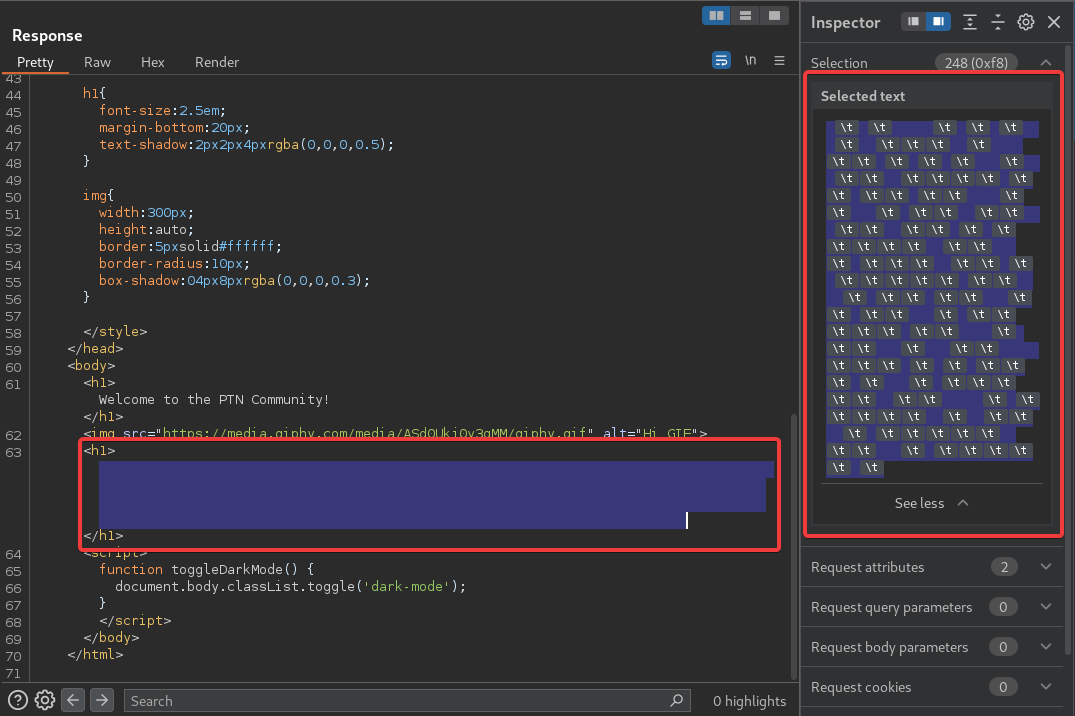 Response
Pretty Raw Hex Render
\n
43
44 h1{
45 font-size:2.5em;
46 margin-bottom:20px;
47 text-shadow:2px2px4pxrgba(0,0,0,0.5);
48 }
49
50 img{
51 width:300px;
52 height:auto;
53 border:5pxsolid#ffffff;
54 border-radius:10px;
55 box-shadow:04px8pxrgba(0,0,0,0.3);
56 }
57
58 </style>
59 </head>
60 <body>
61 <h1>
Welcome to the PTN Community!
</h1>
62 <img src="https://media.giphy.com/media/ASd0Ukj0y3qMM/giphy.gif" alt="Hi GIF">
63 <h1>
</h1>
64 <script>
65 function toggleDarkMode() {
66 document.body.classList.toggle('dark-mode');
67 }
68 </script>
69 </body>
70 </html>
71
Search
0 highlights
Inspector
Selection 248 (0xf8)
Selected text
\t \t \t \t \t
\t \t \t \t \t
\t \t \t \t \t \t
\t \t \t \t \t \t \t
\t \t \t \t \t \t
\t \t \t \t \t \t
\t \t \t \t \t \t
\t \t \t \t \t \t
\t \t \t \t \t \t \t
\t \t \t \t \t \t \t
\t \t \t \t \t \t
\t \t \t \t \t \t
\t \t \t \t \t \t
\t \t \t \t \t
\t \t \t \t \t \t \t
\t \t \t \t \t \t
\t \t \t \t \t \t
\t \t \t \t \t \t \t
\t \t \t \t \t \t
\t \t \t \t \t \t \t
\t \t
See less
Request attributes 2
Request query parameters 0
Request body parameters 0
Request cookies 0